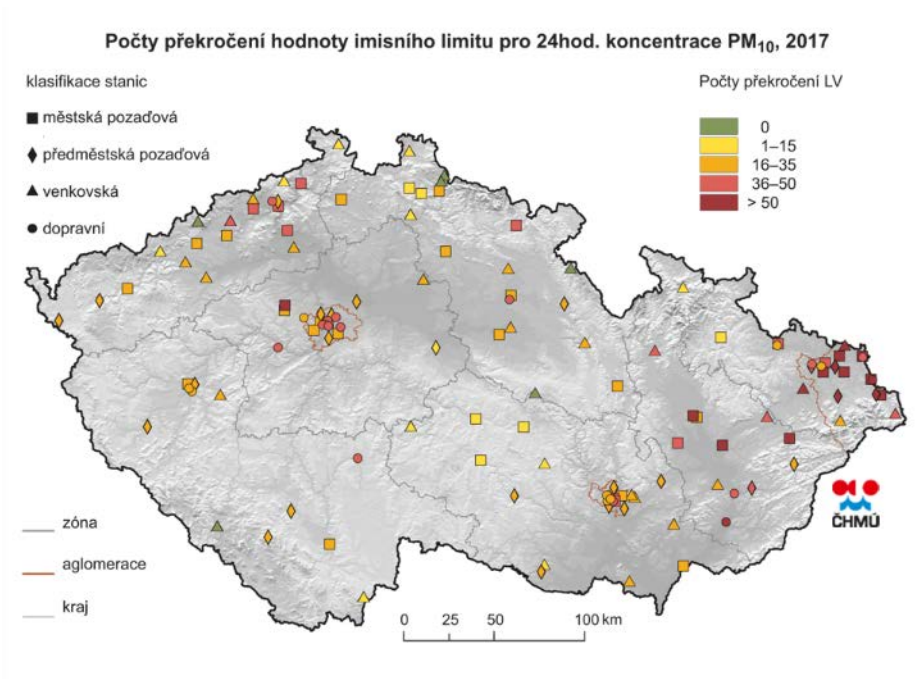 Počty překročení hodnoty imisního limitu pro 24hod. koncentrace PM₁₀, 2017
klasifikace stanic
městská pozaďová
předměstská pozaďová
venkovská
dopravní
Počty překročení LV
0
1–15
16–35
36–50
> 50
ČHMÚ
zóna
aglomerace
kraj
0 25 50 100 km